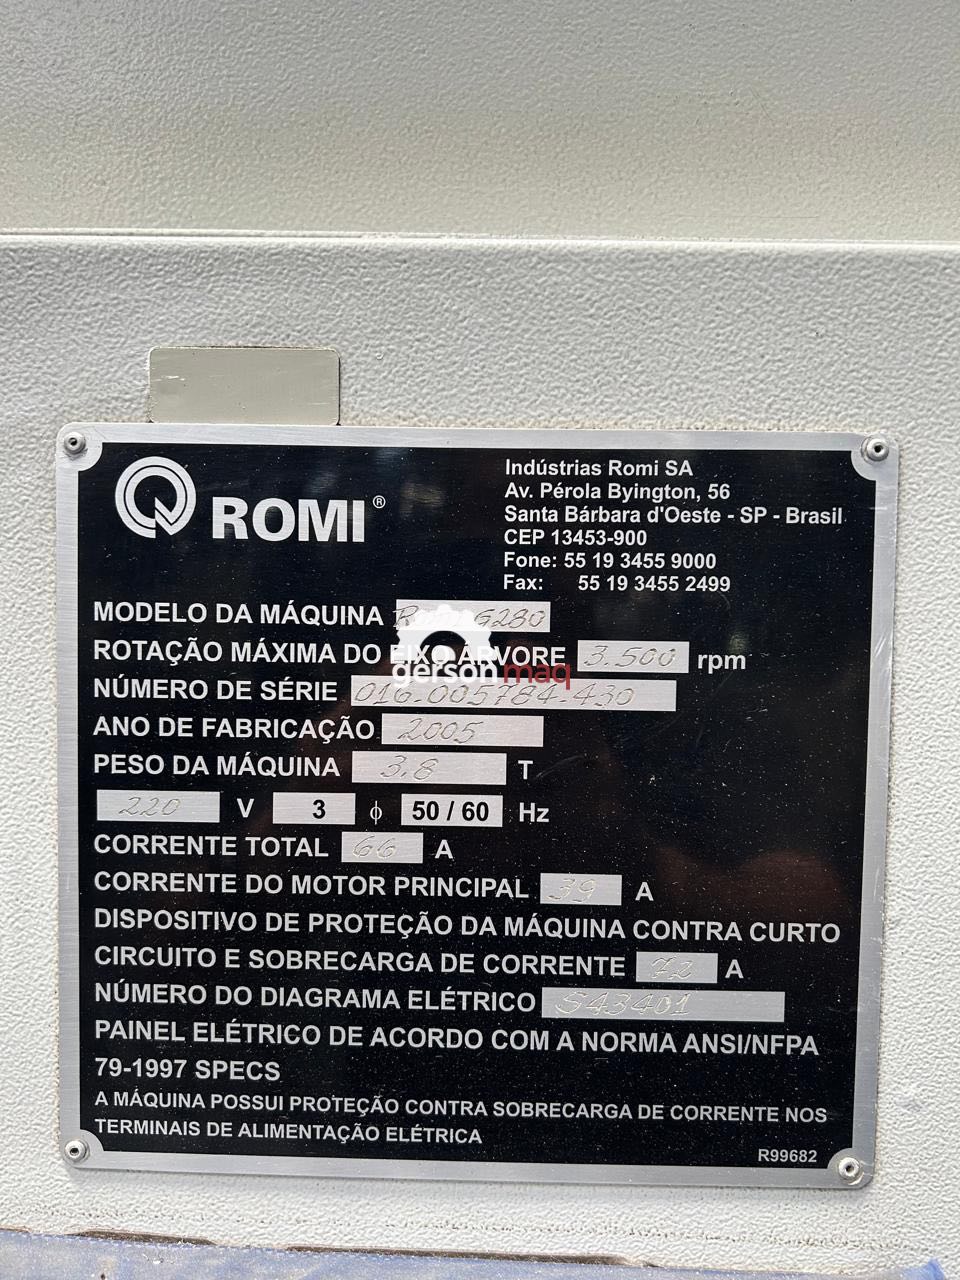 ROMI®
Indústrias Romi SA
Av. Pérola Byington, 56
Santa Bárbara d'Oeste - SP - Brasil
CEP 13453-900
Fone: 55 19 3455 9000
Fax: 55 19 3455 2499
MODELO DA MÁQUINA ROMI G280
ROTAÇÃO MÁXIMA DO EIXO ÁRVORE 3.500 rpm
gersonmaq
NÚMERO DE SÉRIE 016.005784.430
ANO DE FABRICAÇÃO 2005
PESO DA MÁQUINA 3.8 T
220 V 3 ϕ 50 / 60 Hz
CORRENTE TOTAL 66 A
CORRENTE DO MOTOR PRINCIPAL 39 A
DISPOSITIVO DE PROTEÇÃO DA MÁQUINA CONTRA CURTO
CIRCUITO E SOBRECARGA DE CORRENTE 72 A
NÚMERO DO DIAGRAMA ELÉTRICO S43401
PAINEL ELÉTRICO DE ACORDO COM A NORMA ANSI/NFPA
79-1997 SPECS
A MÁQUINA POSSUI PROTEÇÃO CONTRA SOBRECARGA DE CORRENTE NOS
TERMINAIS DE ALIMENTAÇÃO ELÉTRICA
R99682